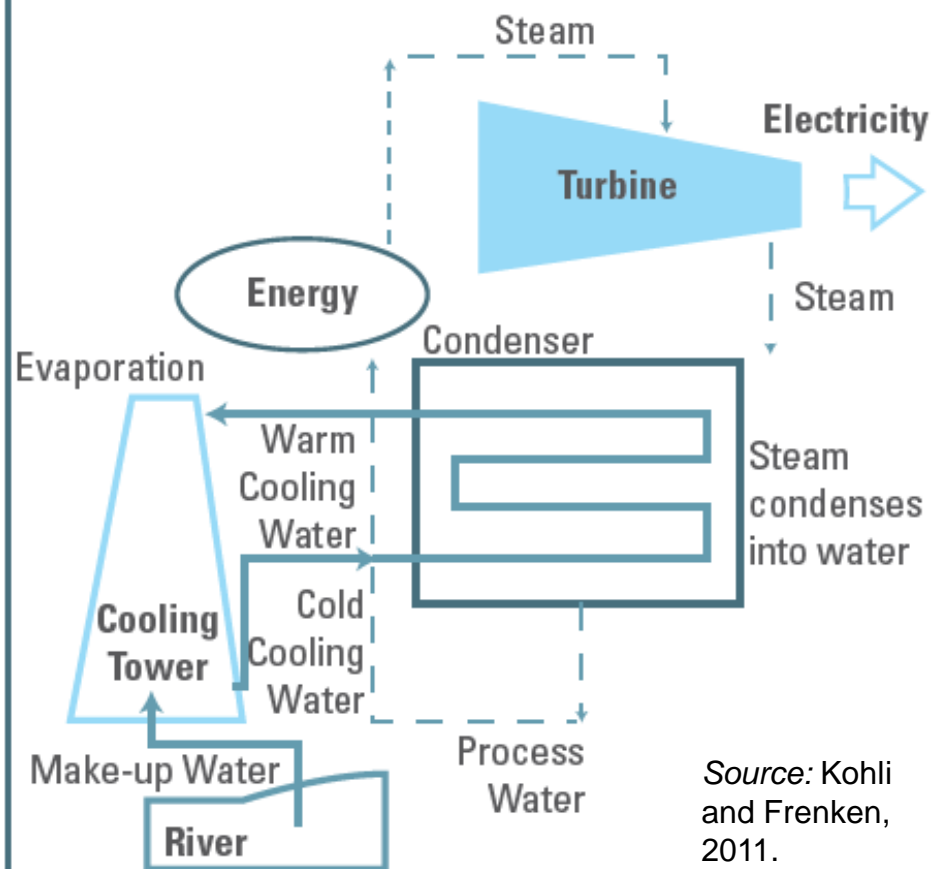 Steam
Electricity
Turbine
Energy
Steam
Condenser
Evaporation
Warm
Cooling
Water
Steam
condenses
into water
Cold
Cooling
Water
Cooling
Tower
Process
Water
Make-up Water
River
Source: Kohli
and Frenken,
2011.